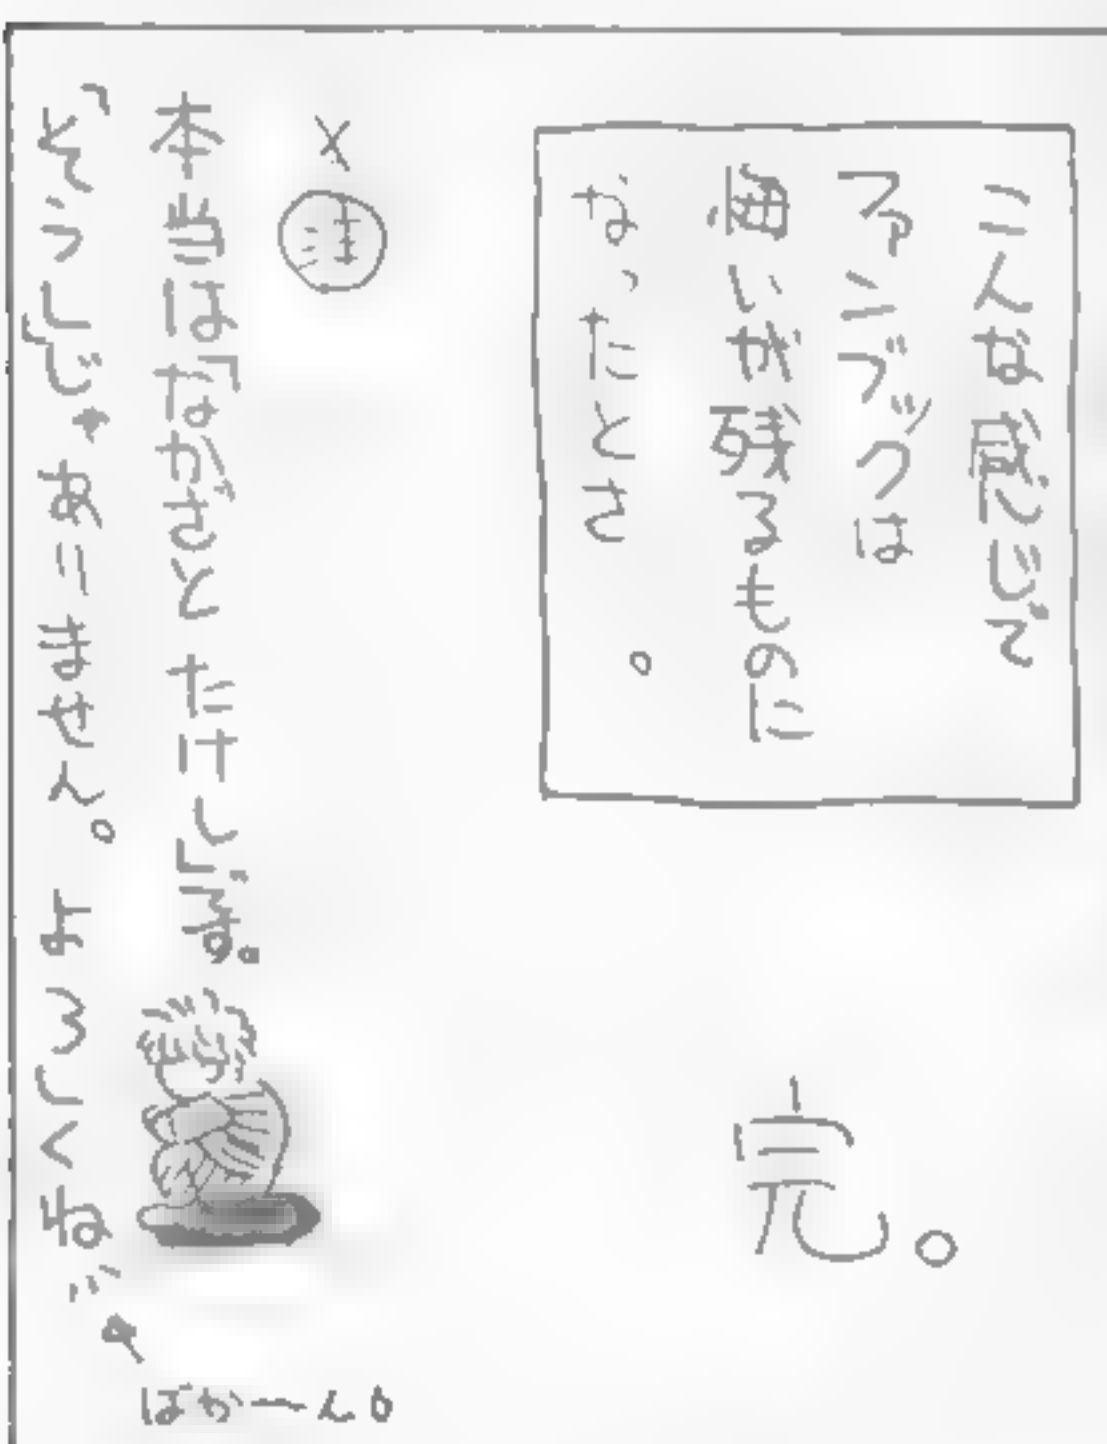 こんな感じで
ファンブックは
悔いが残るものに
なったとさ。
完。
×㊟
本当は「ながさと たけし」です。
「そうし」じゃありません。よろしくね
ばかーん